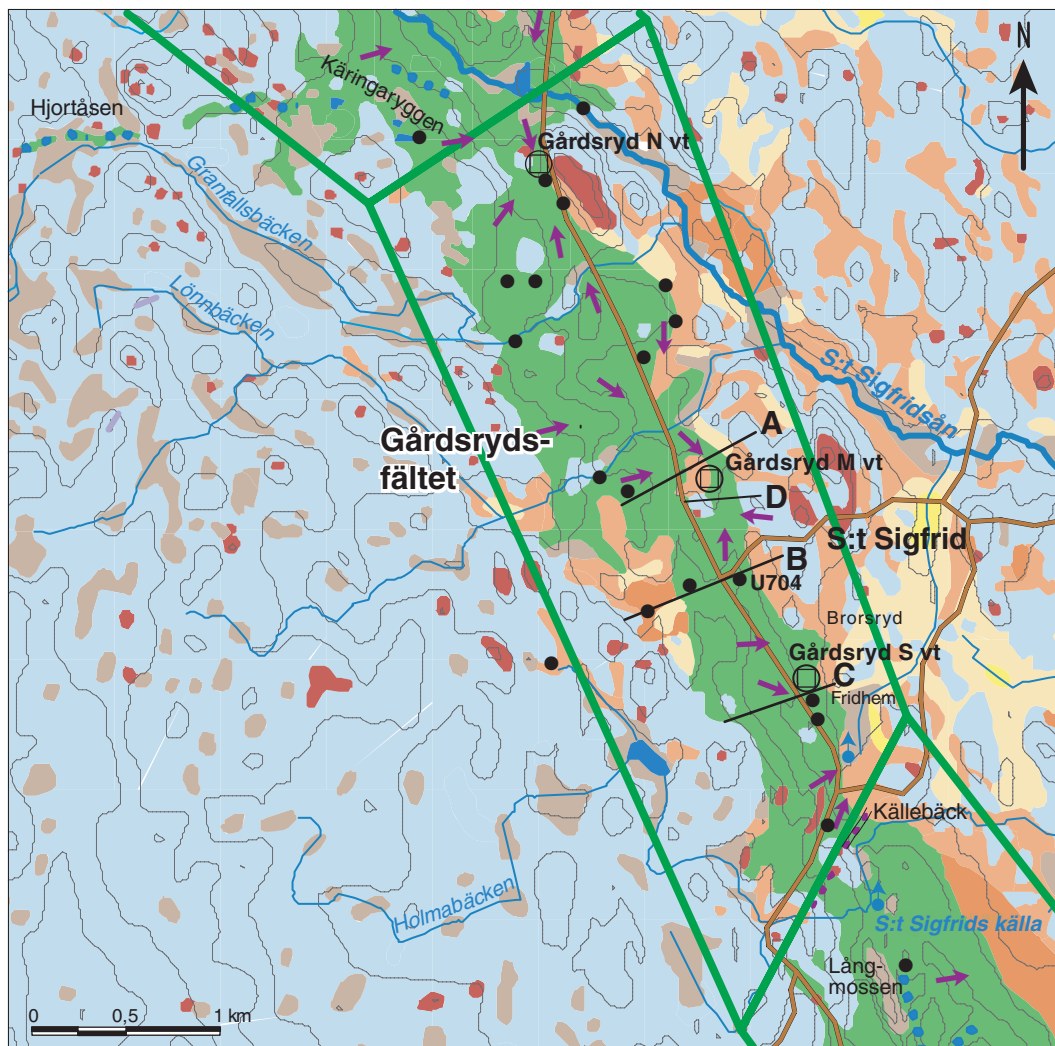 N
Käringaryggen
Hjortåsen
Gårdsryd N vt
Granfallsbäcken
Lönnbäcken
S:t Sigfridsån
A
Gårdsryds-
fältet
Gårdsryd M vt
D
S:t Sigfrid
B
U704
Brorsryd
Gårdsryd S vt
C
Fridhem
Källebäck
Holmabäcken
S:t Sigfrids källa
Lång-
mossen
0 0,5 1 km